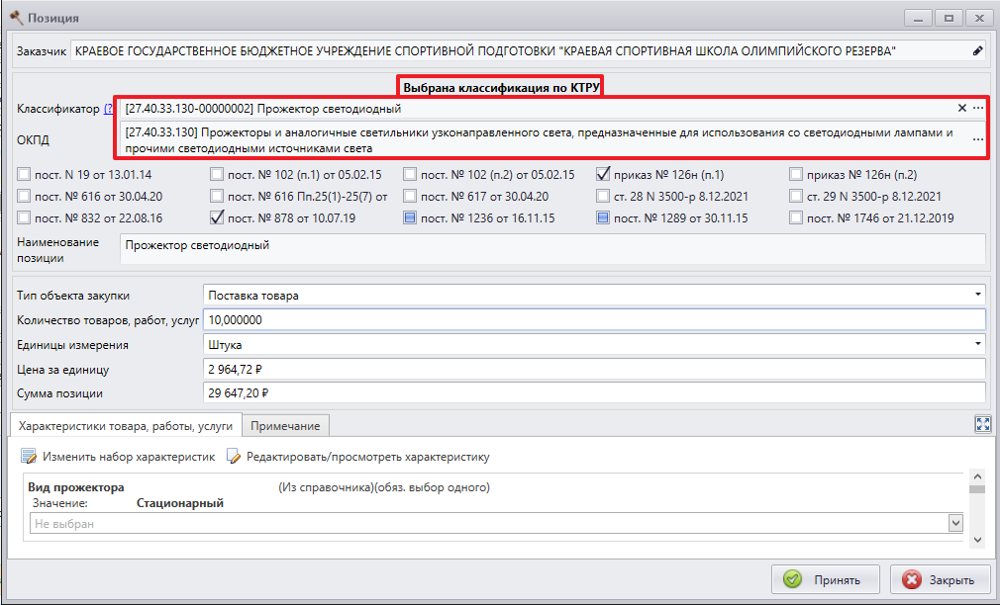 Позиция
Заказчик КРАЕВОЕ ГОСУДАРСТВЕННОЕ БЮДЖЕТНОЕ УЧРЕЖДЕНИЕ СПОРТИВНОЙ ПОДГОТОВКИ "КРАЕВАЯ СПОРТИВНАЯ ШКОЛА ОЛИМПИЙСКОГО РЕЗЕРВА"
Выбрана классификация по КТРУ
Классификатор (? [27.40.33.130-00000002] Прожектор светодиодный
ОКПД [27.40.33.130] Прожекторы и аналогичные светильники узконаправленного света, предназначенные для использования со светодиодными лампами и
прочими светодиодными источниками света
пост. N 19 от 13.01.14 пост. № 102 (п.1) от 05.02.15 пост. № 102 (п.2) от 05.02.15 приказ № 126н (п.1) приказ № 126н (п.2)
пост. № 616 от 30.04.20 пост. № 616 Пп.25(1)-25(7) от пост. № 617 от 30.04.20 ст. 28 N 3500-р 8.12.2021 ст. 29 N 3500-р 8.12.2021
пост. № 832 от 22.08.16 пост. № 878 от 10.07.19 пост. № 1236 от 16.11.15 пост. № 1289 от 30.11.15 пост. № 1746 от 21.12.2019
Наименование позиции Прожектор светодиодный
Тип объекта закупки Поставка товара
Количество товаров, работ, услуг 10,000000
Единицы измерения Штука
Цена за единицу 2 964,72 ₽
Сумма позиции 29 647,20 ₽
Характеристики товара, работы, услуги Примечание
Изменить набор характеристик Редактировать/просмотреть характеристику
Вид прожектора (Из справочника)(обяз. выбор одного)
Значение: Стационарный
Не выбран
Принять Закрыть